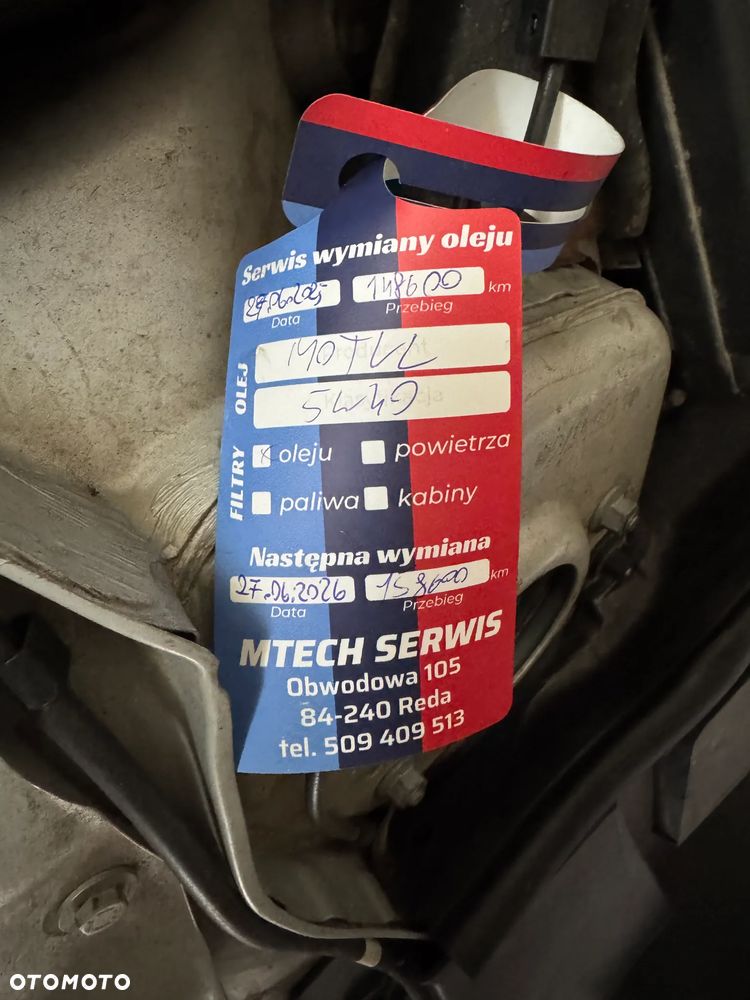 Serwis wymiany oleju
27.06.2025 148600 km
Data Przebieg
OLEJ
MOTUL
5W40
FILTRY
x oleju powietrza
paliwa kabiny
Następna wymiana
27.06.2026 158600 km
Data Przebieg
MTECH SERWIS
Obwodowa 105
84-240 Reda
tel. 509 409 513
OTOMOTO